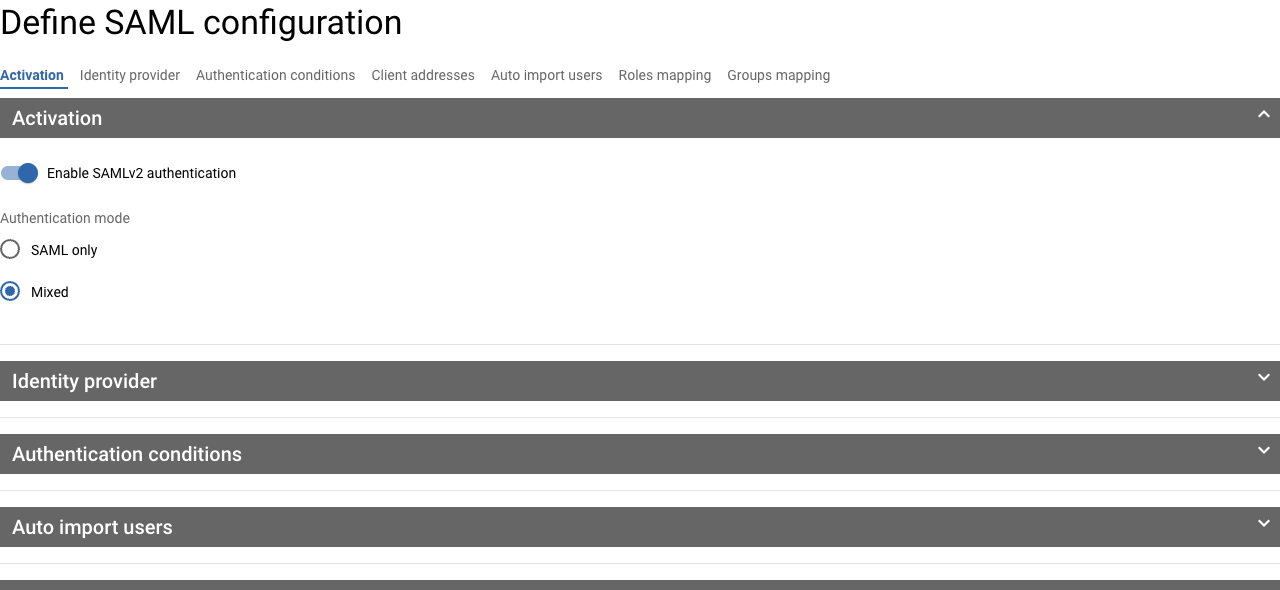 Define SAML configuration
Activation Identity provider Authentication conditions Client addresses Auto import users Roles mapping Groups mapping
Activation
Enable SAMLv2 authentication
Authentication mode
SAML only
Mixed
Identity provider
Authentication conditions
Auto import users